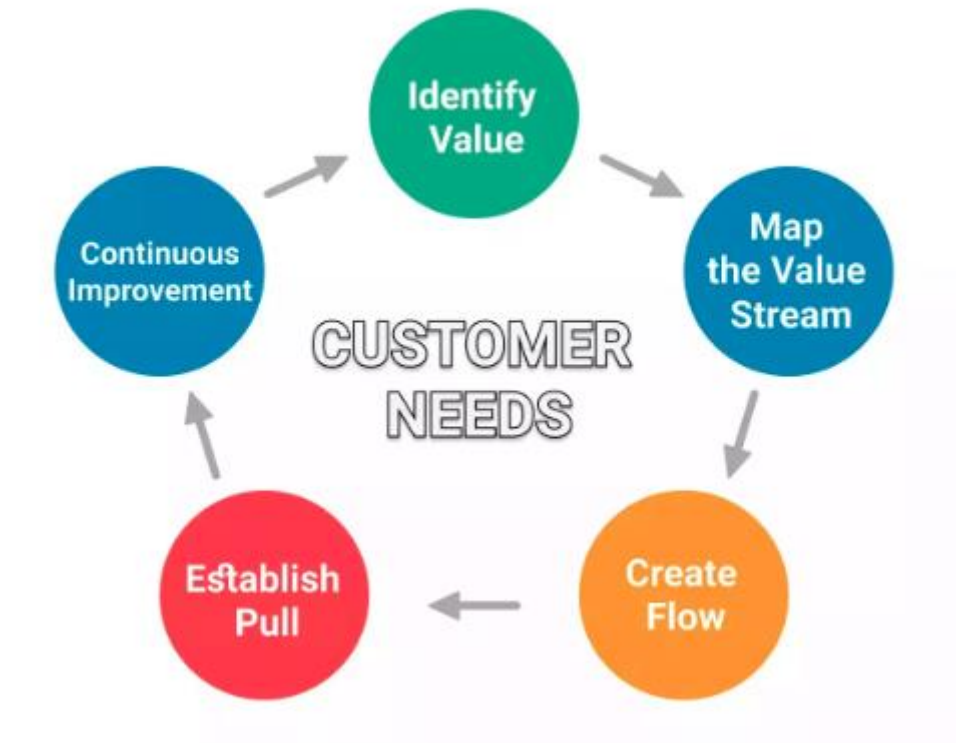 Identify
Value
Map
the Value
Stream
Create
Flow
Establish
Pull
Continuous
Improvement
CUSTOMER
NEEDS